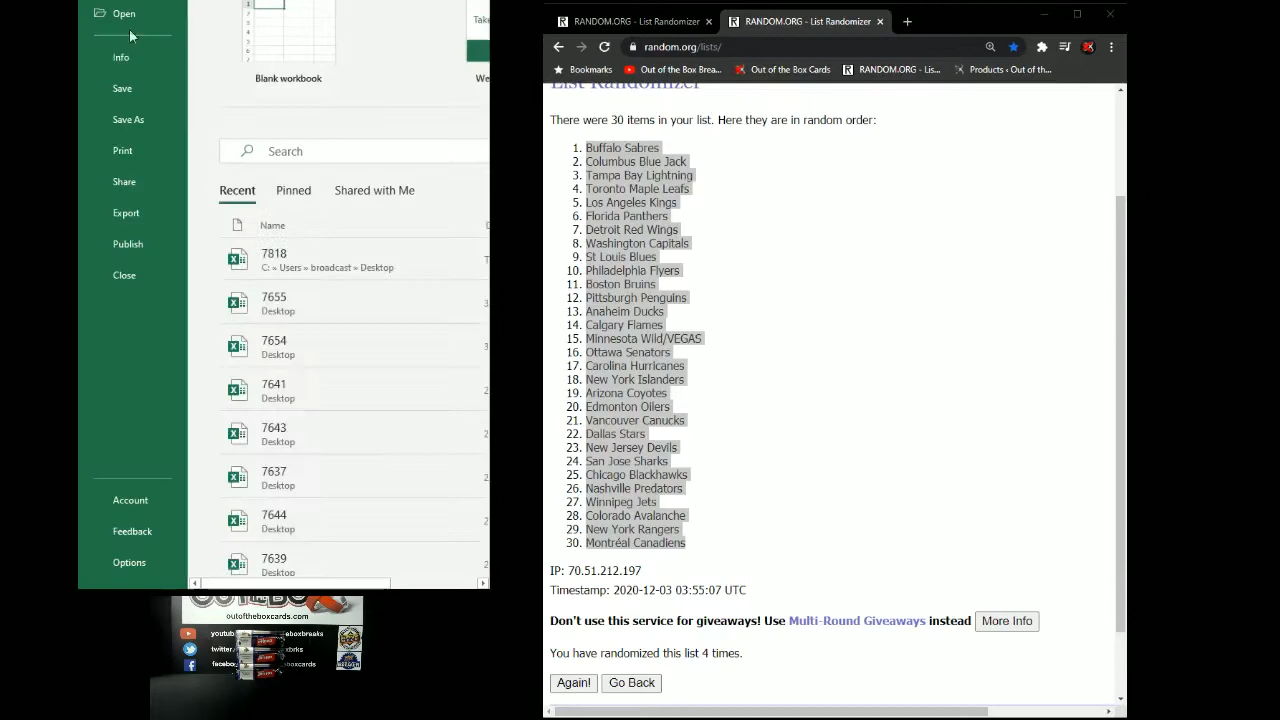 Open
Info
Save
Save As
Print
Share
Export
Publish
Close
Account
Feedback
Options
Take
Blank workbook
We
Search
Recent Pinned Shared with Me
Name
7818
C: » Users » broadcast » Desktop
7655
Desktop
7654
Desktop
7641
Desktop
7643
Desktop
7637
Desktop
7644
Desktop
7639
Desktop
outoftheboxcards.com
youtub eboxbreaks
twitter. xbrks
faceboo eboxcards
RANDOM.ORG - List Randomizer
RANDOM.ORG - List Randomizer
random.org/lists/
Bookmarks
Out of the Box Brea...
Out of the Box Cards
RANDOM.ORG - Lis...
Products ‹ Out of th...
List Randomizer
There were 30 items in your list. Here they are in random order:
1. Buffalo Sabres
2. Columbus Blue Jack
3. Tampa Bay Lightning
4. Toronto Maple Leafs
5. Los Angeles Kings
6. Florida Panthers
7. Detroit Red Wings
8. Washington Capitals
9. St Louis Blues
10. Philadelphia Flyers
11. Boston Bruins
12. Pittsburgh Penguins
13. Anaheim Ducks
14. Calgary Flames
15. Minnesota Wild/VEGAS
16. Ottawa Senators
17. Carolina Hurricanes
18. New York Islanders
19. Arizona Coyotes
20. Edmonton Oilers
21. Vancouver Canucks
22. Dallas Stars
23. New Jersey Devils
24. San Jose Sharks
25. Chicago Blackhawks
26. Nashville Predators
27. Winnipeg Jets
28. Colorado Avalanche
29. New York Rangers
30. Montréal Canadiens
IP: 70.51.212.197
Timestamp: 2020-12-03 03:55:07 UTC
Don't use this service for giveaways! Use Multi-Round Giveaways instead More Info
You have randomized this list 4 times.
Again! Go Back